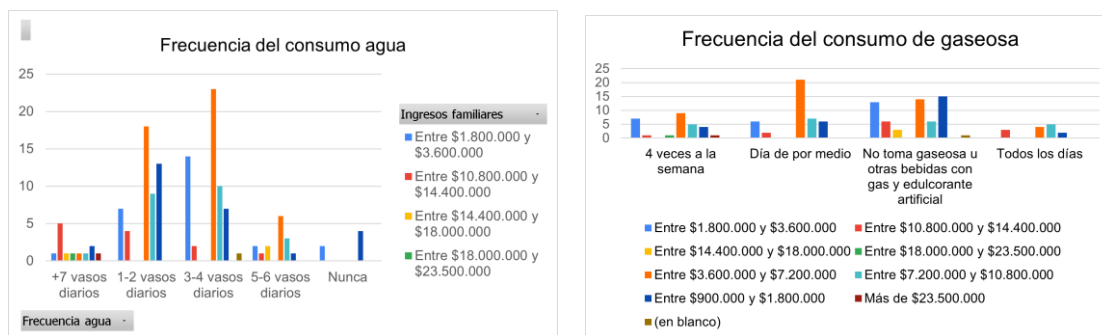 Frecuencia del consumo agua
25
20
15
10
5
0
+7 vasos
diarios
1-2 vasos
diarios
3-4 vasos
diarios
5-6 vasos
diarios
Nunca
Frecuencia agua
Ingresos familiares
Entre $1.800.000 y
$3.600.000
Entre $10.800.000 y
$14.400.000
Entre $14.400.000 y
$18.000.000
Entre $18.000.000 y
$23.500.000
Frecuencia del consumo de gaseosa
25
20
15
10
5
0
4 veces a la
semana
Día de por medio
No toma gaseosa u
otras bebidas con
gas y edulcorante
artificial
Todos los días
Entre $1.800.000 y $3.600.000
Entre $10.800.000 y $14.400.000
Entre $14.400.000 y $18.000.000
Entre $18.000.000 y $23.500.000
Entre $3.600.000 y $7.200.000
Entre $7.200.000 y $10.800.000
Entre $900.000 y $1.800.000
Más de $23.500.000
(en blanco)